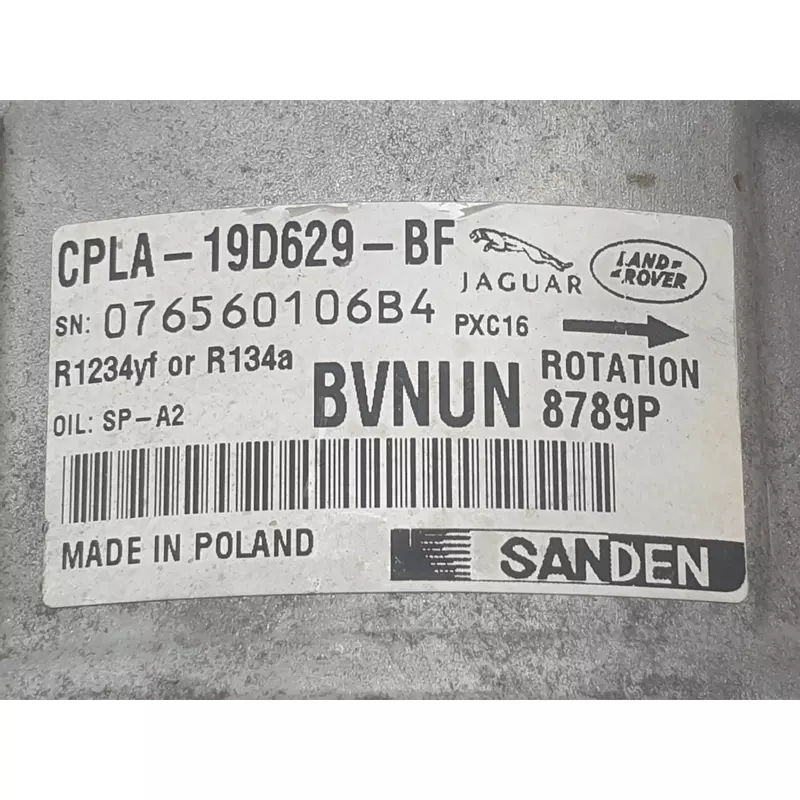 CPLA-19D629-BF
JAGUAR
LAND-
ROVER
SN: 076560106B4
PXC16
R1234yf or R134a
BVNUN
ROTATION
OIL: SP-A2
8789P
MADE IN POLAND
SANDEN